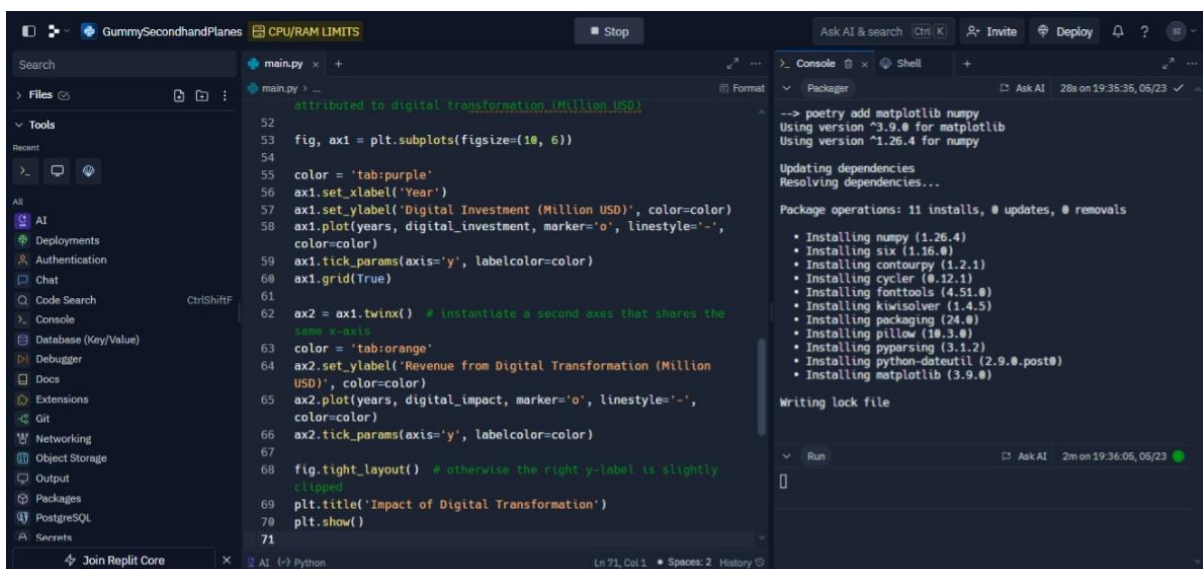 GummySecondhandPlanes
CPU/RAM LIMITS
Stop
Ask AI & search Ctrl K
Invite
Deploy
?
Search
Files
Tools
Recent
All
AI
Deployments
Authentication
Chat
Code Search CtrlShiftF
Console
Database (Key/Value)
Debugger
Docs
Extensions
Git
Networking
Object Storage
Output
Packages
PostgreSQL
Secrets
Join Replit Core ×
main.py × +
main.py > ...
Format
attributed to digital transformation (Million USD)
52
53 fig, ax1 = plt.subplots(figsize=(10, 6))
54
55 color = 'tab:purple'
56 ax1.set_xlabel('Year')
57 ax1.set_ylabel('Digital Investment (Million USD)', color=color)
58 ax1.plot(years, digital_investment, marker='o', linestyle='-',
color=color)
59 ax1.tick_params(axis='y', labelcolor=color)
60 ax1.grid(True)
61
62 ax2 = ax1.twinx() # instantiate a second axes that shares the
same x-axis
63 color = 'tab:orange'
64 ax2.set_ylabel('Revenue from Digital Transformation (Million
USD)', color=color)
65 ax2.plot(years, digital_impact, marker='o', linestyle='-',
color=color)
66 ax2.tick_params(axis='y', labelcolor=color)
67
68 fig.tight_layout() # otherwise the right y-label is slightly
clipped
69 plt.title('Impact of Digital Transformation')
70 plt.show()
71
AI {} Python
Ln 71, Col 1 • Spaces: 2 History
Console × Shell +
Packager
Ask AI 28s on 19:35:35, 05/23
--> poetry add matplotlib numpy
Using version ^3.9.0 for matplotlib
Using version ^1.26.4 for numpy
Updating dependencies
Resolving dependencies...
Package operations: 11 installs, 0 updates, 0 removals
• Installing numpy (1.26.4)
• Installing six (1.16.0)
• Installing contourpy (1.2.1)
• Installing cycler (0.12.1)
• Installing fonttools (4.51.0)
• Installing kiwisolver (1.4.5)
• Installing packaging (24.0)
• Installing pillow (10.3.0)
• Installing pyparsing (3.1.2)
• Installing python-dateutil (2.9.0.post0)
• Installing matplotlib (3.9.0)
Writing lock file
Run
Ask AI 2m on 19:36:05, 05/23